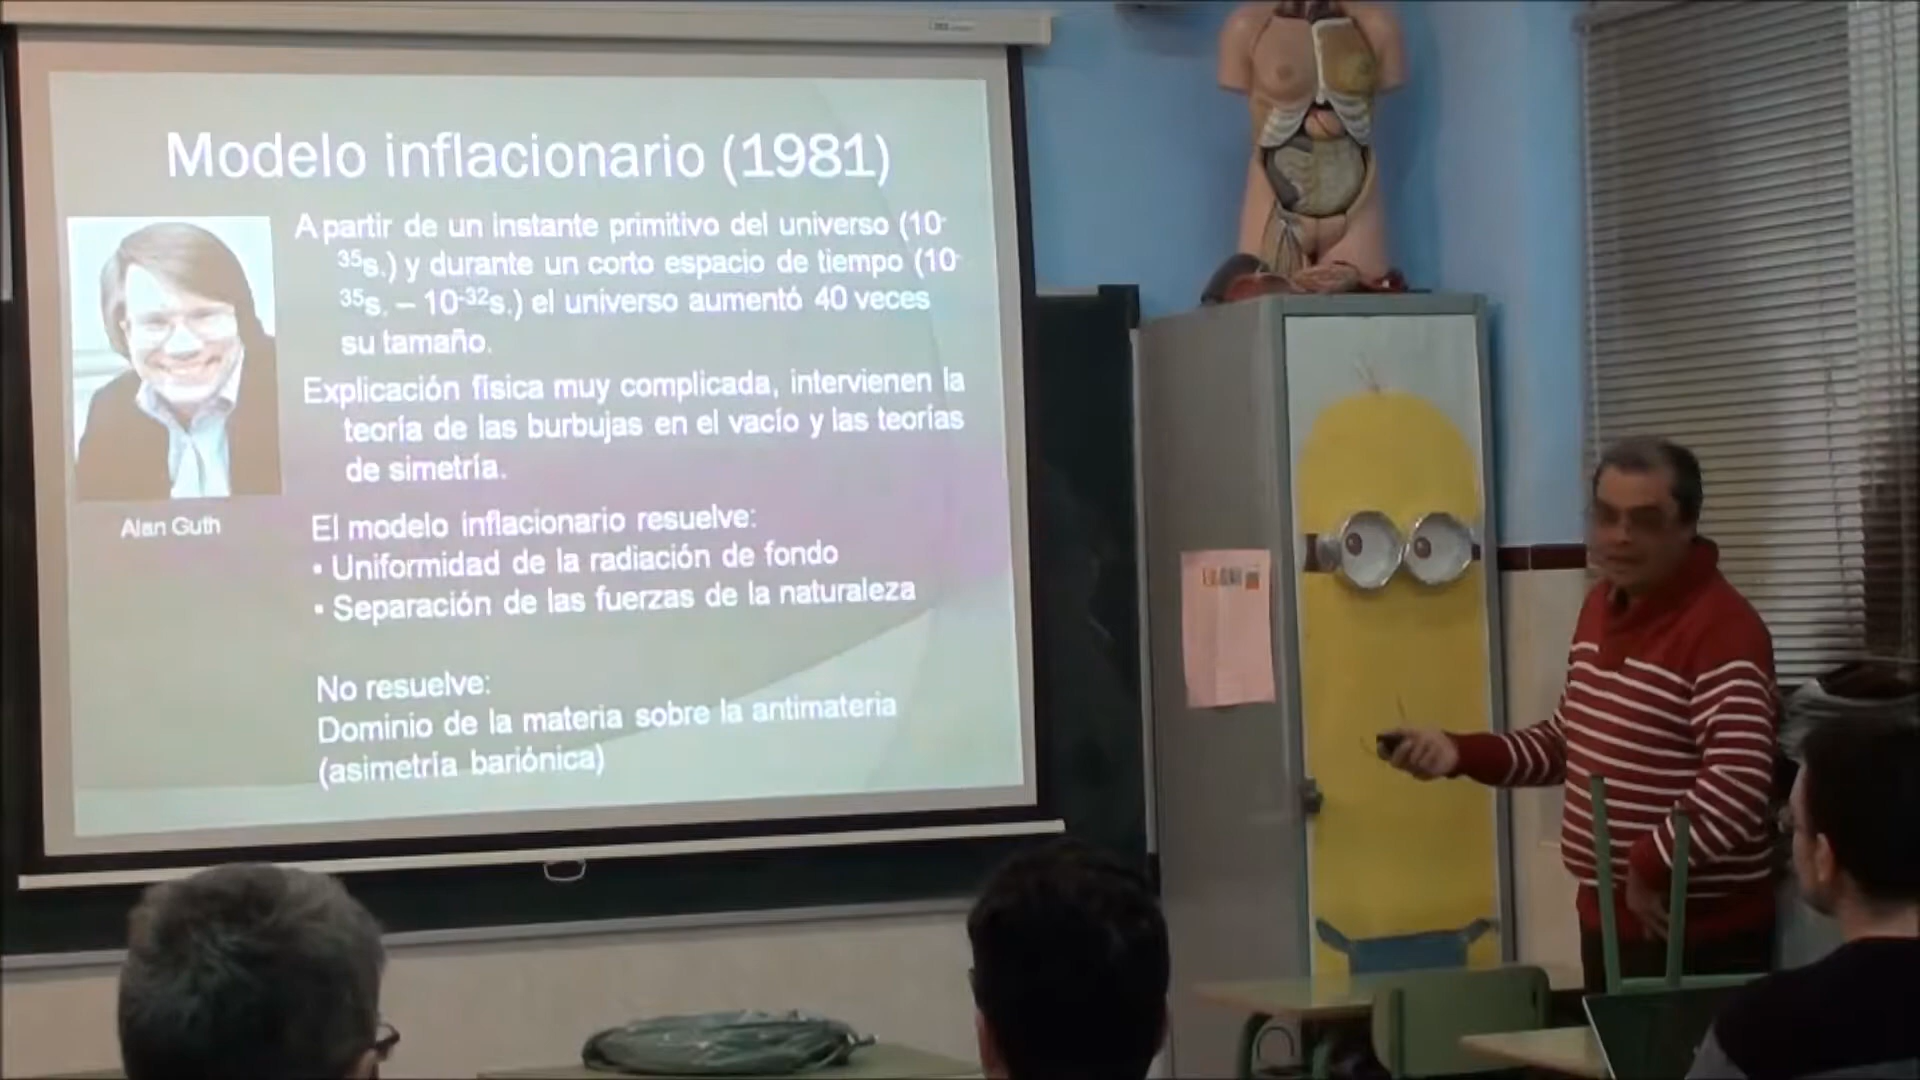 Modelo inflacionario (1981)
A partir de un instante primitivo del universo (10-
35s.) y durante un corto espacio de tiempo (10-
35s. – 10-32s.) el universo aumentó 40 veces
su tamaño.
Explicación física muy complicada, intervienen la
teoría de las burbujas en el vacío y las teorías
de simetría.
Alan Guth
El modelo inflacionario resuelve:
▪ Uniformidad de la radiación de fondo
▪ Separación de las fuerzas de la naturaleza
No resuelve:
Dominio de la materia sobre la antimateria
(asimetría bariónica)